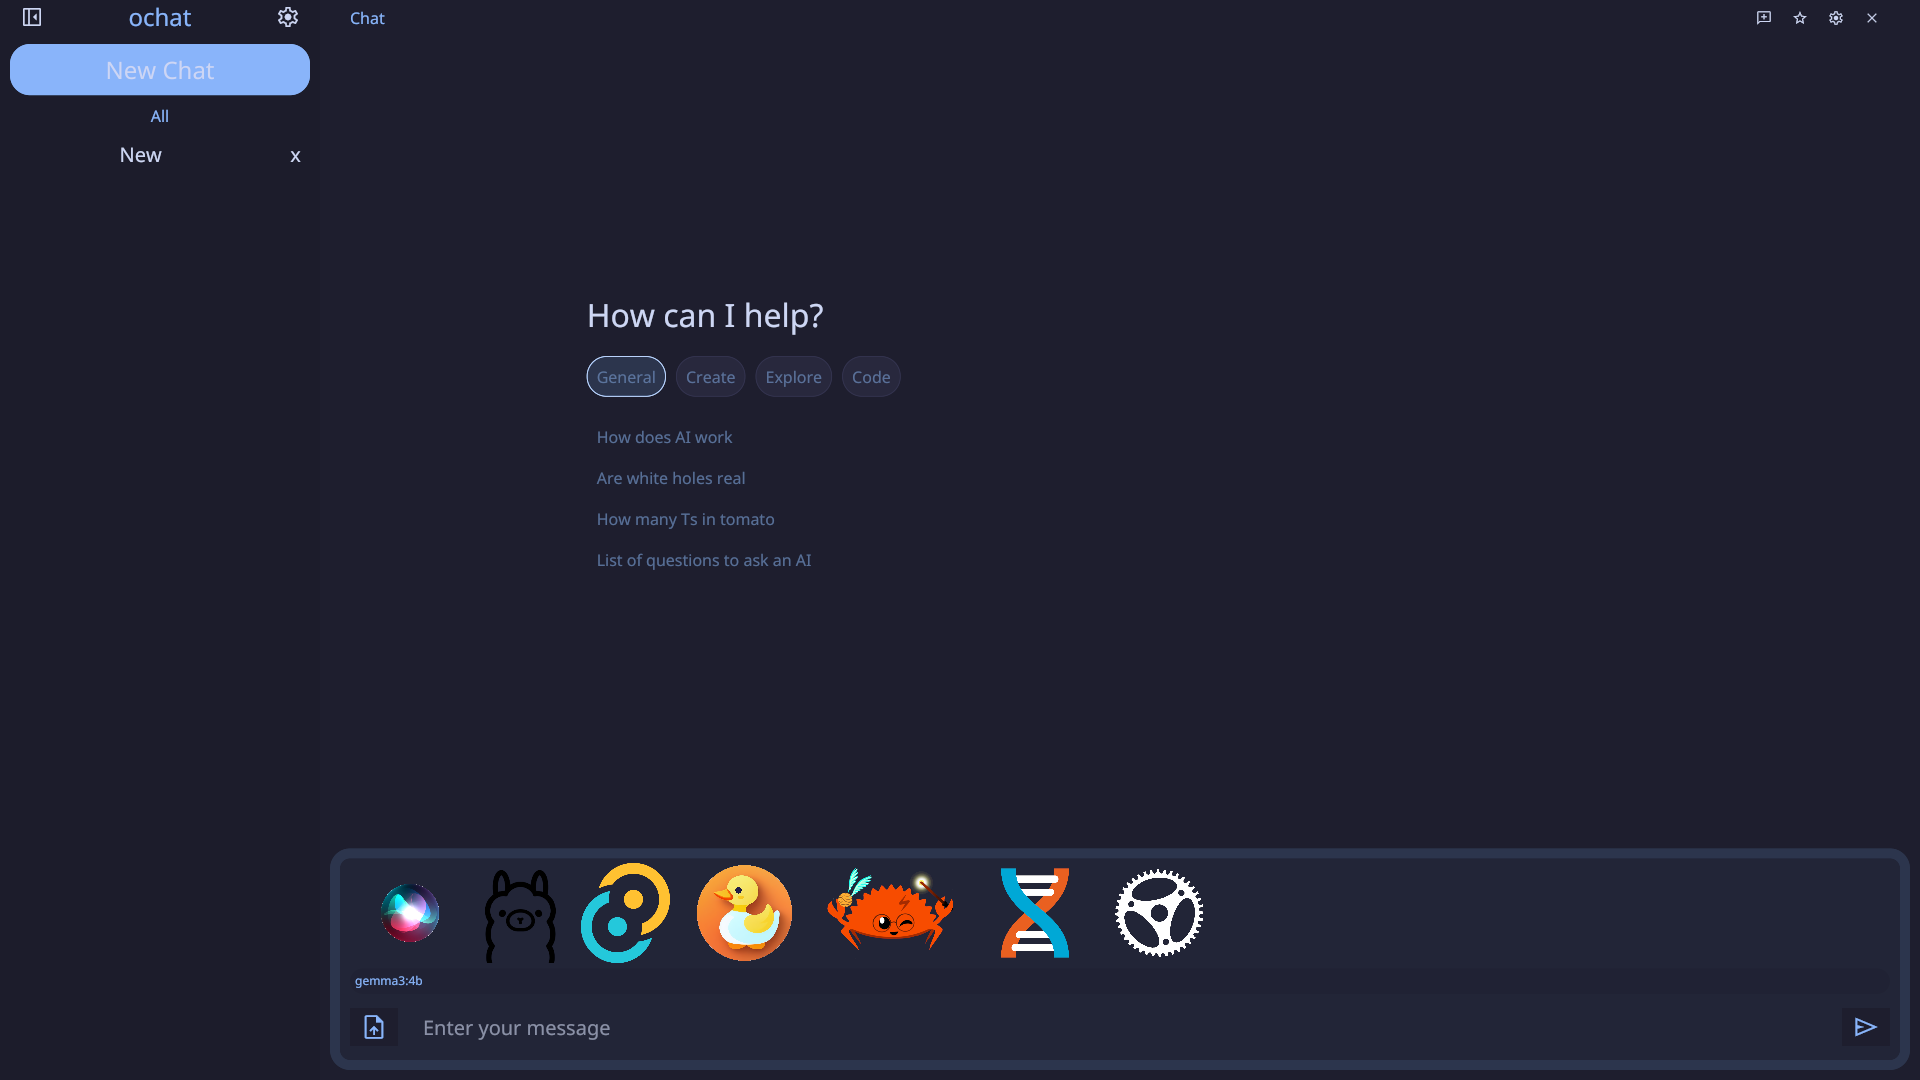 ochat
New Chat
All
New x
Chat
How can I help?
General Create Explore Code
How does AI work
Are white holes real
How many Ts in tomato
List of questions to ask an AI
gemma3:4b
Enter your message